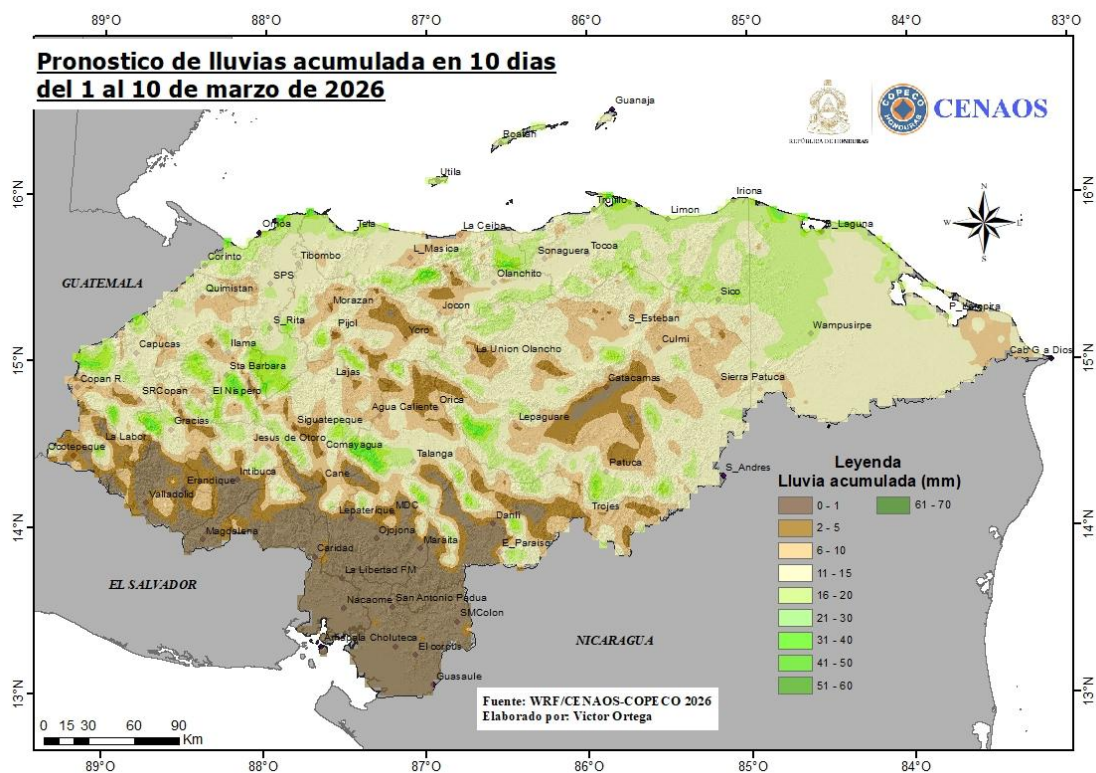 89°O 88°O 87°O 86°O 85°O 84°O 83°O
Pronostico de lluvias acumulada en 10 dias
del 1 al 10 de marzo de 2026
REPÚBLICA DE HONDURAS
COPECO
HONDURAS
CENAOS
Guanaja
Roatan
Utila
16°N
16°N
Iriona
Trujillo
Limon
Omoa
Tela
La Ceiba
B_Laguna
N
W
E
S
L_Masica
Sonaguera
Tocoa
Corinto
Tibombo
SPS
Olanchito
GUATEMALA
Quimistan
Sico
Morazan
Jocon
P_Lempira
S_Rita
Pijol
Yoro
S_Esteban
Wampusirpe
Capucas
Ilama
La Union Olancho
Culmi
15°N
15°N
Cab G a Dios
Sta Barbara
Lajas
Copan R.
SRCopan
El Nispero
Catacamas
Sierra Patuca
Orica
Agua Caliente
Lepaguare
Gracias
Siguatepeque
La Labor
Jesus de Otoro
Comayagua
Ocotepeque
Talanga
Patuca
Intibuca
Cane
S_Andres
Erandique
Valladolid
Lepaterique
MDC
Danli
Trojes
14°N
14°N
Magdalena
Ojojona
Maraita
E_Paraiso
Caridad
La Libertad FM
EL SALVADOR
Nacaome
San Antonio Padua
SMColon
Amapala
Choluteca
El corpus
NICARAGUA
Guasaule
13°N
13°N
Leyenda
Lluvia acumulada (mm)
0 - 1
61 - 70
2 - 5
6 - 10
11 - 15
16 - 20
21 - 30
31 - 40
41 - 50
51 - 60
Fuente: WRF/CENAOS-COPECO 2026
Elaborado por: Victor Ortega
0 15 30 60 90
Km
89°O 88°O 87°O 86°O 85°O 84°O